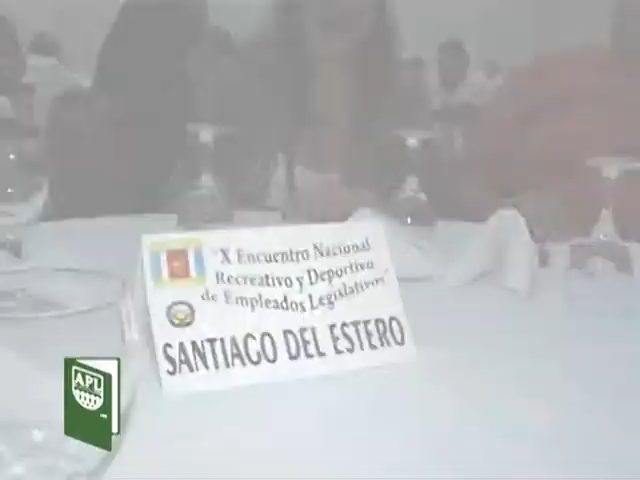 "X Encuentro Nacional
Recreativo y Deportivo
de Empleados Legislativos"
SANTIAGO DEL ESTERO
APL